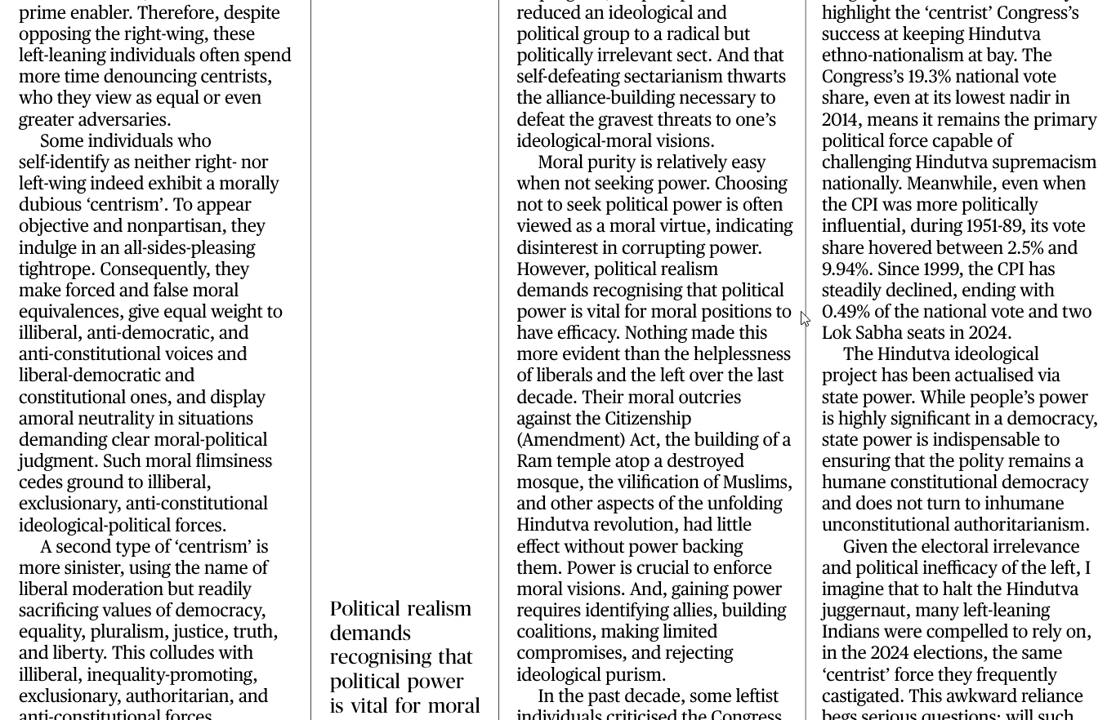 prime enabler. Therefore, despite
opposing the right-wing, these
left-leaning individuals often spend
more time denouncing centrists,
who they view as equal or even
greater adversaries.
Some individuals who
self-identify as neither right- nor
left-wing indeed exhibit a morally
dubious ‘centrism’. To appear
objective and nonpartisan, they
indulge in an all-sides-pleasing
tightrope. Consequently, they
make forced and false moral
equivalences, give equal weight to
illiberal, anti-democratic, and
anti-constitutional voices and
liberal-democratic and
constitutional ones, and display
amoral neutrality in situations
demanding clear moral-political
judgment. Such moral flimsiness
cedes ground to illiberal,
exclusionary, anti-constitutional
ideological-political forces.
A second type of ‘centrism’ is
more sinister, using the name of
liberal moderation but readily
sacrificing values of democracy,
equality, pluralism, justice, truth,
and liberty. This colludes with
illiberal, inequality-promoting,
exclusionary, authoritarian, and
anti-constitutional forces.
Political realism
demands
recognising that
political power
is vital for moral
reduced an ideological and
political group to a radical but
politically irrelevant sect. And that
self-defeating sectarianism thwarts
the alliance-building necessary to
defeat the gravest threats to one’s
ideological-moral visions.
Moral purity is relatively easy
when not seeking power. Choosing
not to seek political power is often
viewed as a moral virtue, indicating
disinterest in corrupting power.
However, political realism
demands recognising that political
power is vital for moral positions to
have efficacy. Nothing made this
more evident than the helplessness
of liberals and the left over the last
decade. Their moral outcries
against the Citizenship
(Amendment) Act, the building of a
Ram temple atop a destroyed
mosque, the vilification of Muslims,
and other aspects of the unfolding
Hindutva revolution, had little
effect without power backing
them. Power is crucial to enforce
moral visions. And, gaining power
requires identifying allies, building
coalitions, making limited
compromises, and rejecting
ideological purism.
In the past decade, some leftist
individuals criticised the Congress
highlight the ‘centrist’ Congress’s
success at keeping Hindutva
ethno-nationalism at bay. The
Congress’s 19.3% national vote
share, even at its lowest nadir in
2014, means it remains the primary
political force capable of
challenging Hindutva supremacism
nationally. Meanwhile, even when
the CPI was more politically
influential, during 1951-89, its vote
share hovered between 2.5% and
9.94%. Since 1999, the CPI has
steadily declined, ending with
0.49% of the national vote and two
Lok Sabha seats in 2024.
The Hindutva ideological
project has been actualised via
state power. While people’s power
is highly significant in a democracy,
state power is indispensable to
ensuring that the polity remains a
humane constitutional democracy
and does not turn to inhumane
unconstitutional authoritarianism.
Given the electoral irrelevance
and political inefficacy of the left, I
imagine that to halt the Hindutva
juggernaut, many left-leaning
Indians were compelled to rely on,
in the 2024 elections, the same
‘centrist’ force they frequently
castigated. This awkward reliance
begs serious questions: will such